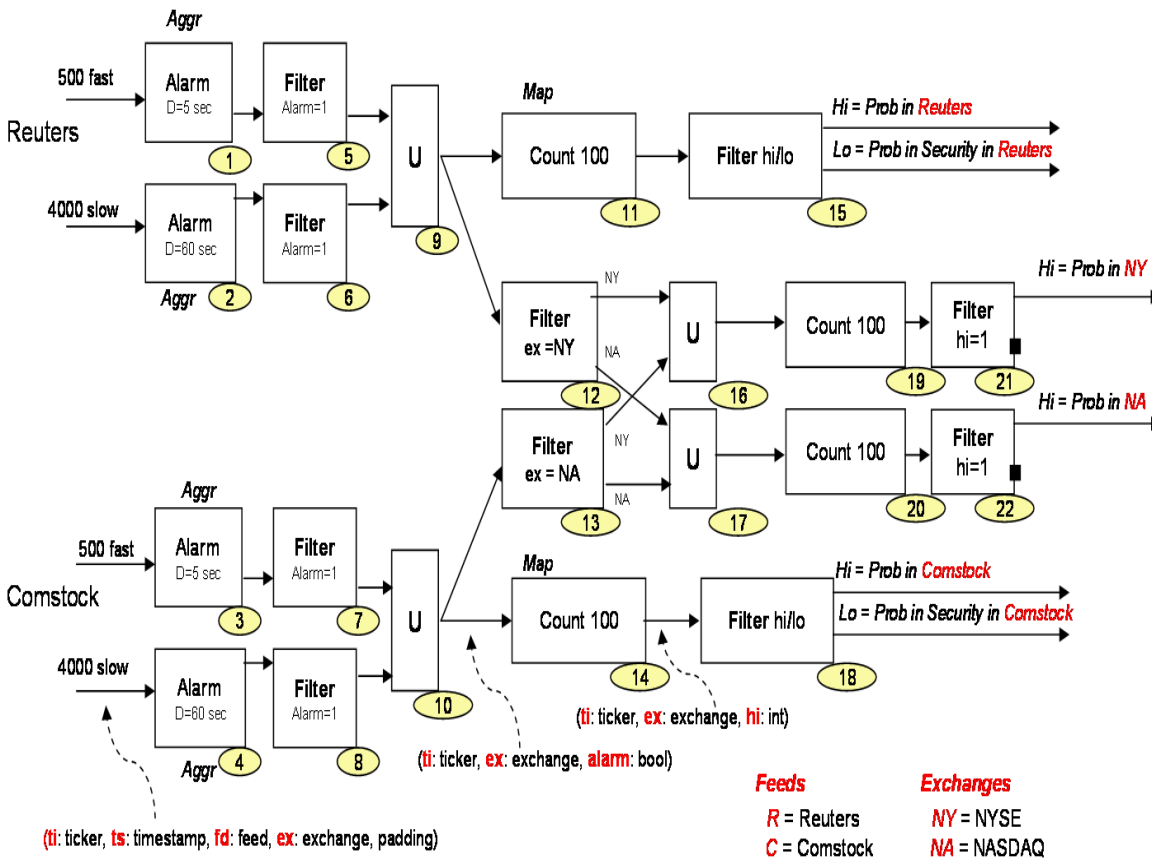 Aggr
500 fast
Alarm
D=5 sec
1
Filter
Alarm=1
5
Reuters
4000 slow
Alarm
D=60 sec
2
Aggr
Filter
Alarm=1
6
U
9
Map
Count 100
11
Filter hi/lo
15
Hi = Prob in Reuters
Lo = Prob in Security in Reuters
Filter
ex =NY
12
NY
NA
U
16
Count 100
19
Filter
hi=1
21
Hi = Prob in NY
Filter
ex = NA
13
NY
NA
U
17
Count 100
20
Filter
hi=1
22
Hi = Prob in NA
Aggr
500 fast
Alarm
D=5 sec
3
Filter
Alarm=1
7
Comstock
4000 slow
Alarm
D=60 sec
4
Aggr
Filter
Alarm=1
8
U
10
Map
Count 100
14
Filter hi/lo
18
Hi = Prob in Comstock
Lo = Prob in Security in Comstock
(ti: ticker, ex: exchange, hi: int)
(ti: ticker, ex: exchange, alarm: bool)
(ti: ticker, ts: timestamp, fd: feed, ex: exchange, padding)
Feeds
R = Reuters
C = Comstock
Exchanges
NY = NYSE
NA = NASDAQ